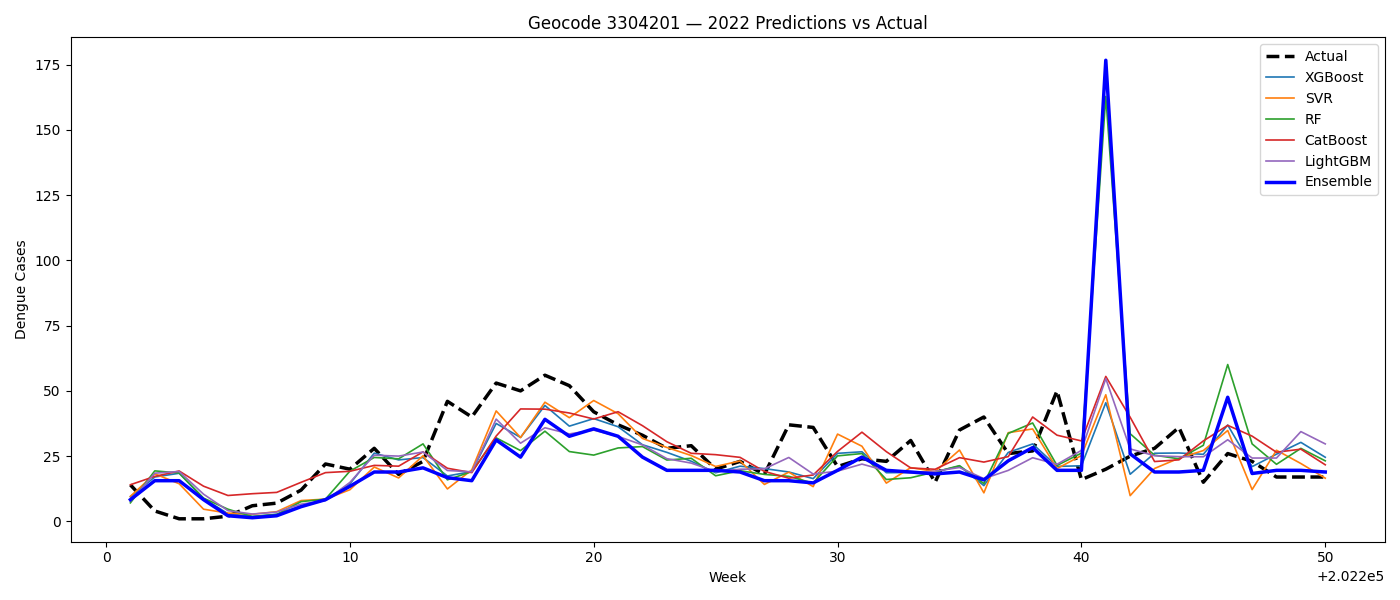 Geocode 3304201 — 2022 Predictions vs Actual
Dengue Cases
175
150
125
100
75
50
25
0
Actual
XGBoost
SVR
RF
CatBoost
LightGBM
Ensemble
0 10 20 30 40 50
Week
+2.022e5